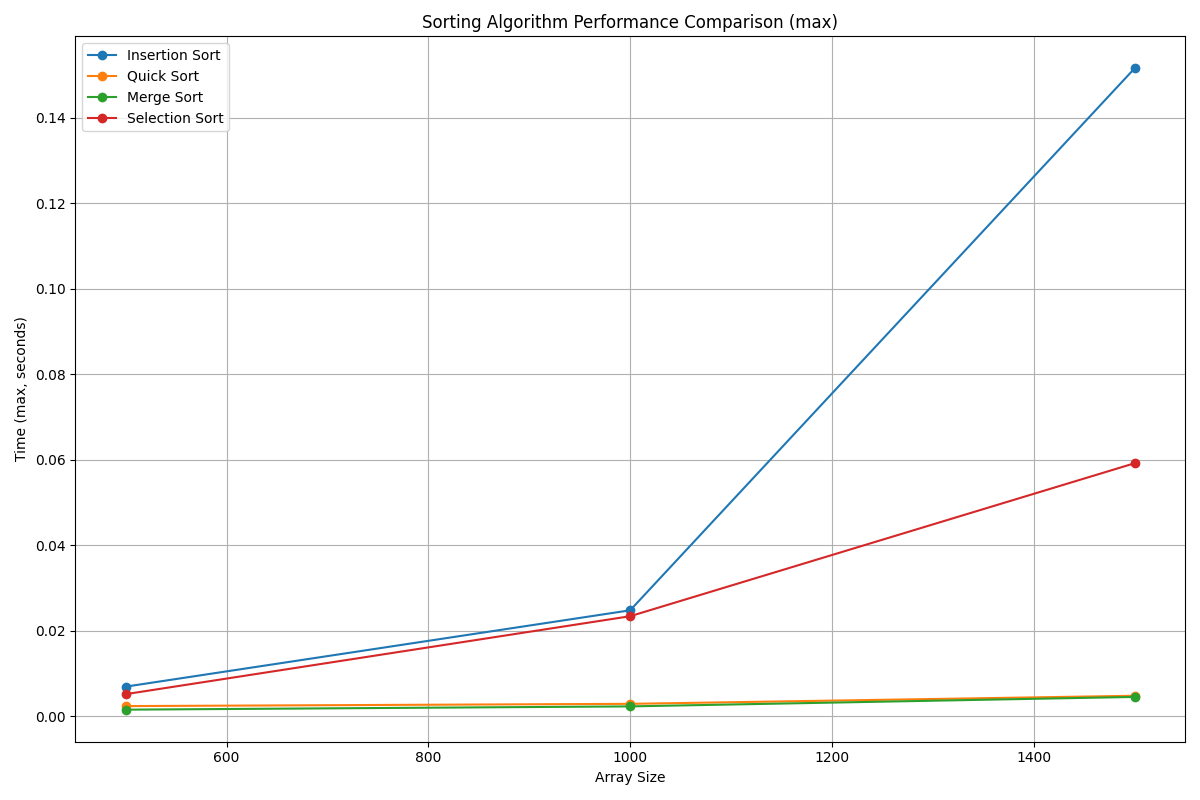 Sorting Algorithm Performance Comparison (max)
Insertion Sort
Quick Sort
Merge Sort
Selection Sort
0.14
0.12
0.10
0.08
0.06
0.04
0.02
0.00
Time (max, seconds)
600 800 1000 1200 1400
Array Size